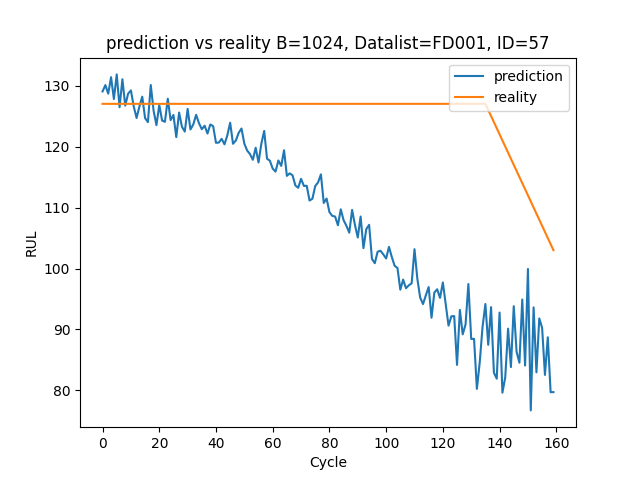 prediction vs reality B=1024, Datalist=FD001, ID=57
prediction
reality
RUL
130
120
110
100
90
80
0 20 40 60 80 100 120 140 160
Cycle